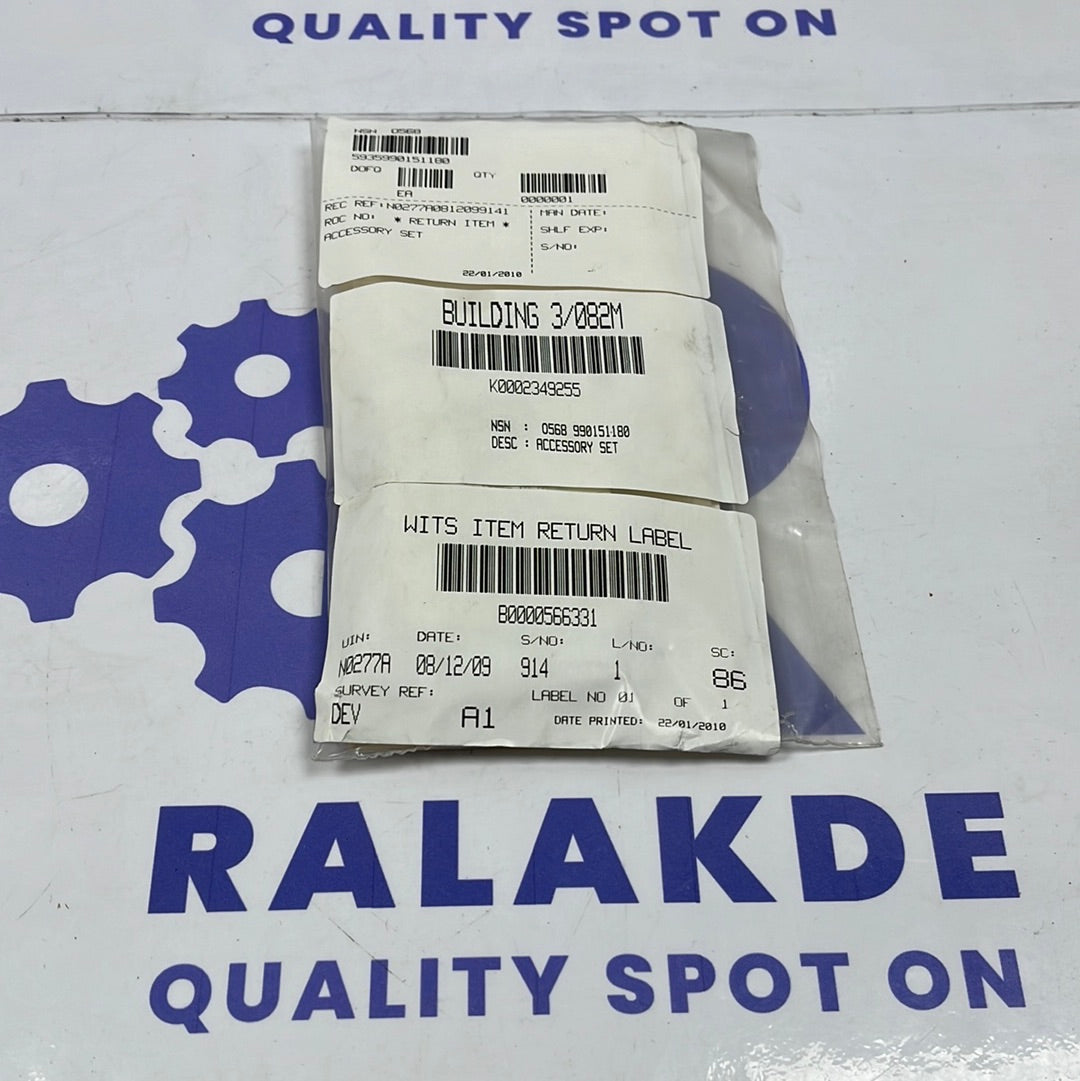 QUALITY SPOT ON
NSN 0568
5935990151180
DOFQ
QTY
EA
0000001
REC REF: N0277A0812099141
ROC NO: * RETURN ITEM *
ACCESSORY SET
MAN DATE:
SHLF EXP:
S/NO:
22/01/2010
BUILDING 3/082M
K0002349255
NSN : 0568 990151180
DESC : ACCESSORY SET
WITS ITEM RETURN LABEL
B0000566331
UIN: DATE: S/NO: L/NO: SC:
N0277A 08/12/09 914 1 86
SURVEY REF: LABEL NO 01 OF 1
DEV A1 DATE PRINTED: 22/01/2010
RALAKDE
QUALITY SPOT ON